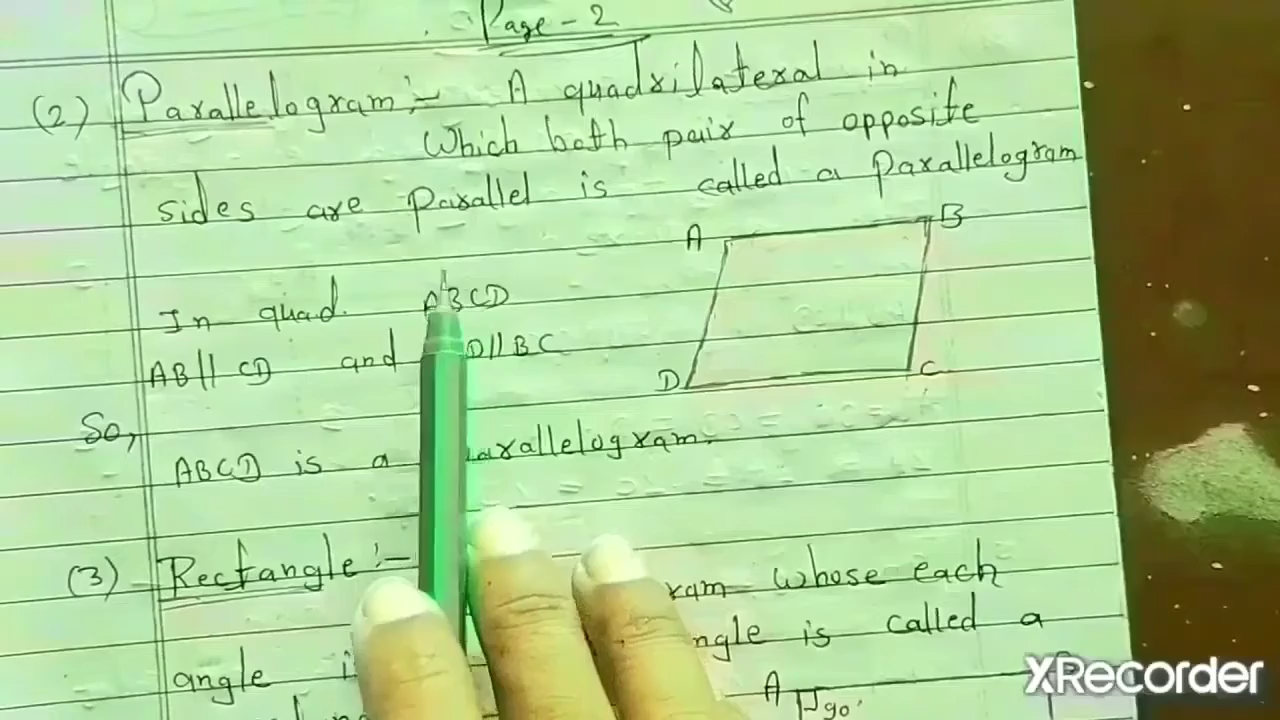 Page - 2
(2) Parallelogram :- A quadrilateral in
Which both pair of opposite
sides are parallel is called a parallelogram
A B
In quad. ABCD
AB// CD and D//BC
D C
So,
ABCD is a arallelogram.
(3) Rectangle :- ram whose each
angle i ngle is called a
A 90°
XRecorder